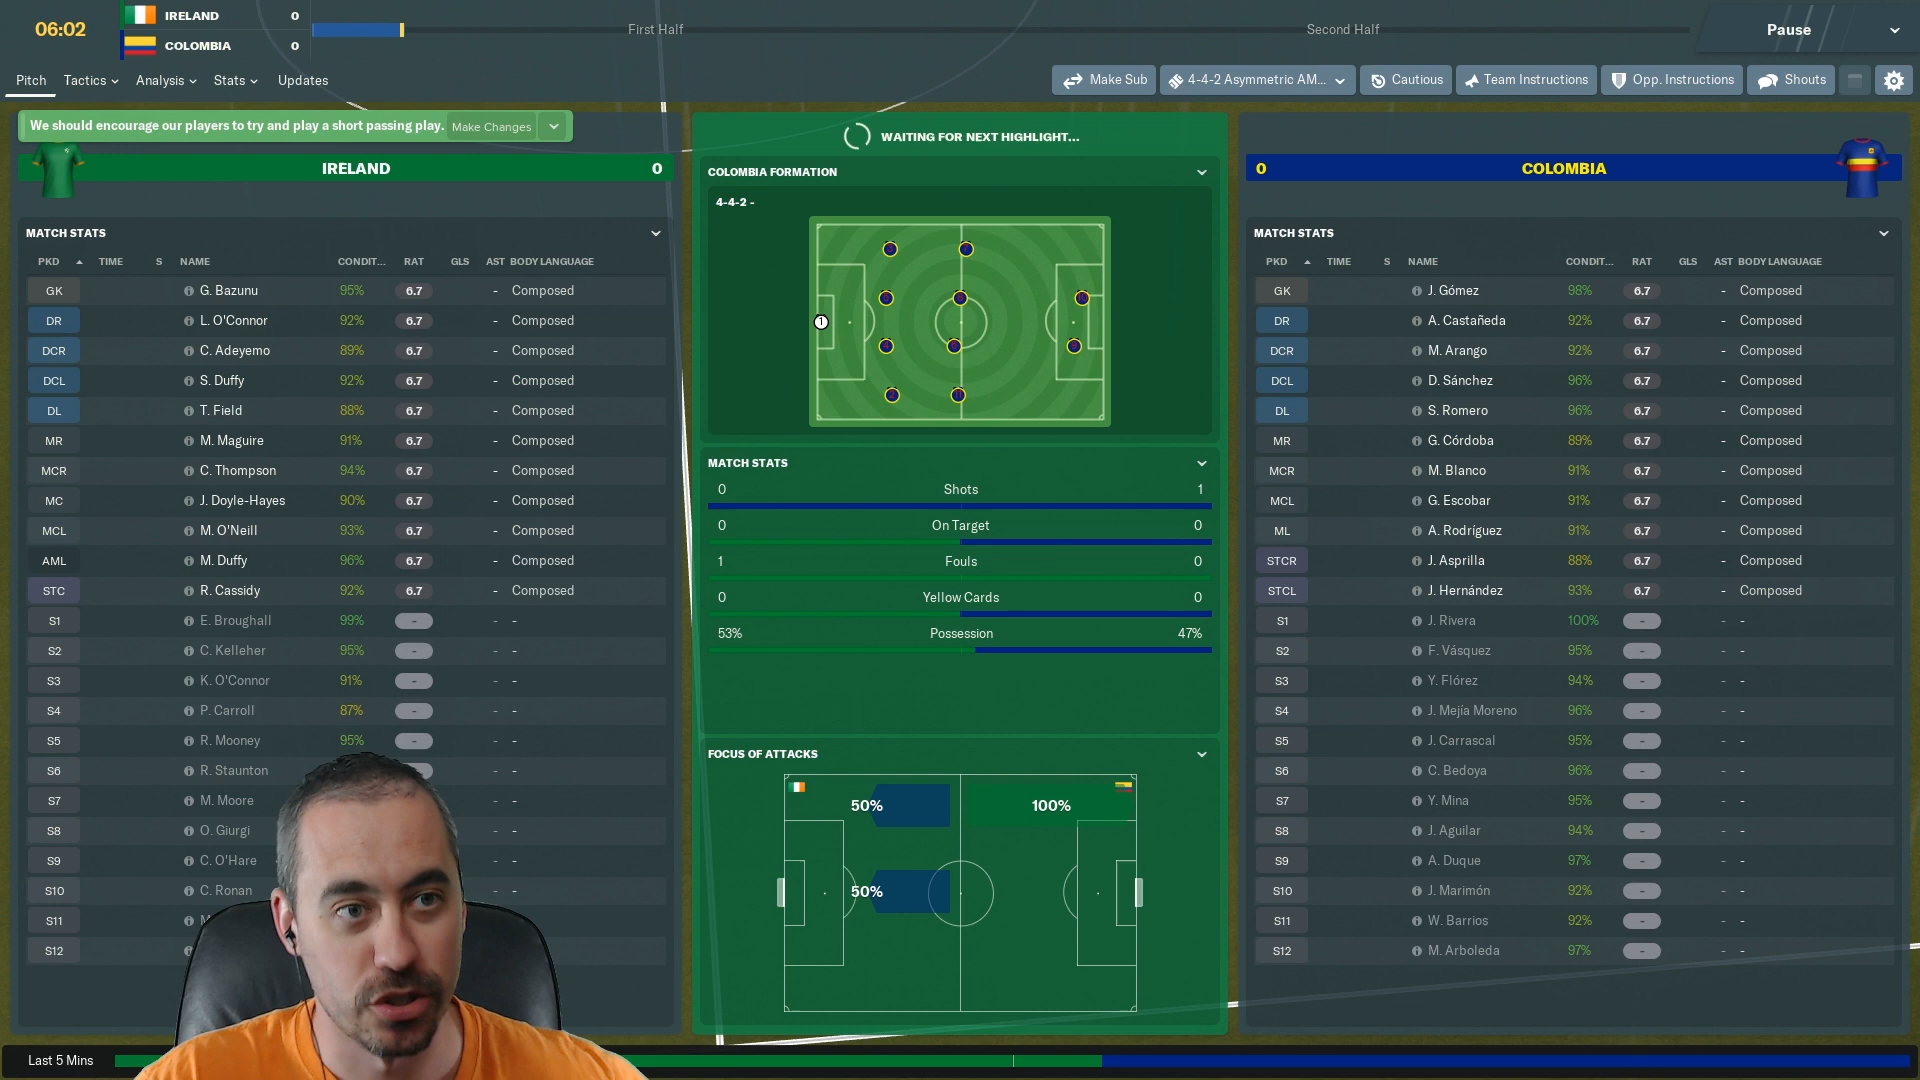 06:02
IRELAND 0
COLOMBIA 0
First Half
Second Half
Pause
Pitch Tactics Analysis Stats Updates
Make Sub 4-4-2 Asymmetric AM... Cautious Team Instructions Opp. Instructions Shouts
We should encourage our players to try and play a short passing play. Make Changes
IRELAND 0
MATCH STATS
PKD TIME S NAME CONDIT... RAT GLS AST BODY LANGUAGE
GK G. Bazunu 95% 6.7 - Composed
DR L. O'Connor 92% 6.7 - Composed
DCR C. Adeyemo 89% 6.7 - Composed
DCL S. Duffy 92% 6.7 - Composed
DL T. Field 88% 6.7 - Composed
MR M. Maguire 91% 6.7 - Composed
MCR C. Thompson 94% 6.7 - Composed
MC J. Doyle-Hayes 90% 6.7 - Composed
MCL M. O'Neill 93% 6.7 - Composed
AML M. Duffy 96% 6.7 - Composed
STC R. Cassidy 92% 6.7 - Composed
S1 E. Broughall 99% - - -
S2 C. Kelleher 95% - - -
S3 K. O'Connor 91% - - -
S4 P. Carroll 87% - - -
S5 R. Mooney 95% - - -
S6 R. Staunton - - -
S7 M. Moore - -
S8 O. Giurgi - -
S9 C. O'Hare - -
S10 C. Ronan - -
S11 - -
S12 - -
WAITING FOR NEXT HIGHLIGHT...
COLOMBIA FORMATION
4-4-2 -
1
MATCH STATS
0 Shots 1
0 On Target 0
1 Fouls 0
0 Yellow Cards 0
53% Possession 47%
FOCUS OF ATTACKS
50% 100%
50%
0 COLOMBIA
MATCH STATS
PKD TIME S NAME CONDIT... RAT GLS AST BODY LANGUAGE
GK J. Gómez 98% 6.7 - Composed
DR A. Castañeda 92% 6.7 - Composed
DCR M. Arango 92% 6.7 - Composed
DCL D. Sánchez 96% 6.7 - Composed
DL S. Romero 96% 6.7 - Composed
MR G. Córdoba 89% 6.7 - Composed
MCR M. Blanco 91% 6.7 - Composed
MCL G. Escobar 91% 6.7 - Composed
ML A. Rodríguez 91% 6.7 - Composed
STCR J. Asprilla 88% 6.7 - Composed
STCL J. Hernández 93% 6.7 - Composed
S1 J. Rivera 100% - - -
S2 F. Vásquez 95% - - -
S3 Y. Flórez 94% - - -
S4 J. Mejía Moreno 96% - - -
S5 J. Carrascal 95% - - -
S6 C. Bedoya 96% - - -
S7 Y. Mina 95% - - -
S8 J. Aguilar 94% - - -
S9 A. Duque 97% - - -
S10 J. Marimón 92% - - -
S11 W. Barrios 92% - - -
S12 M. Arboleda 97% - - -
Last 5 Mins